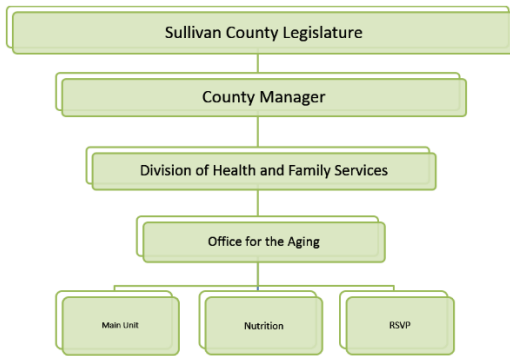 Sullivan County Legislature
County Manager
Division of Health and Family Services
Office for the Aging
Main Unit
Nutrition
RSVP